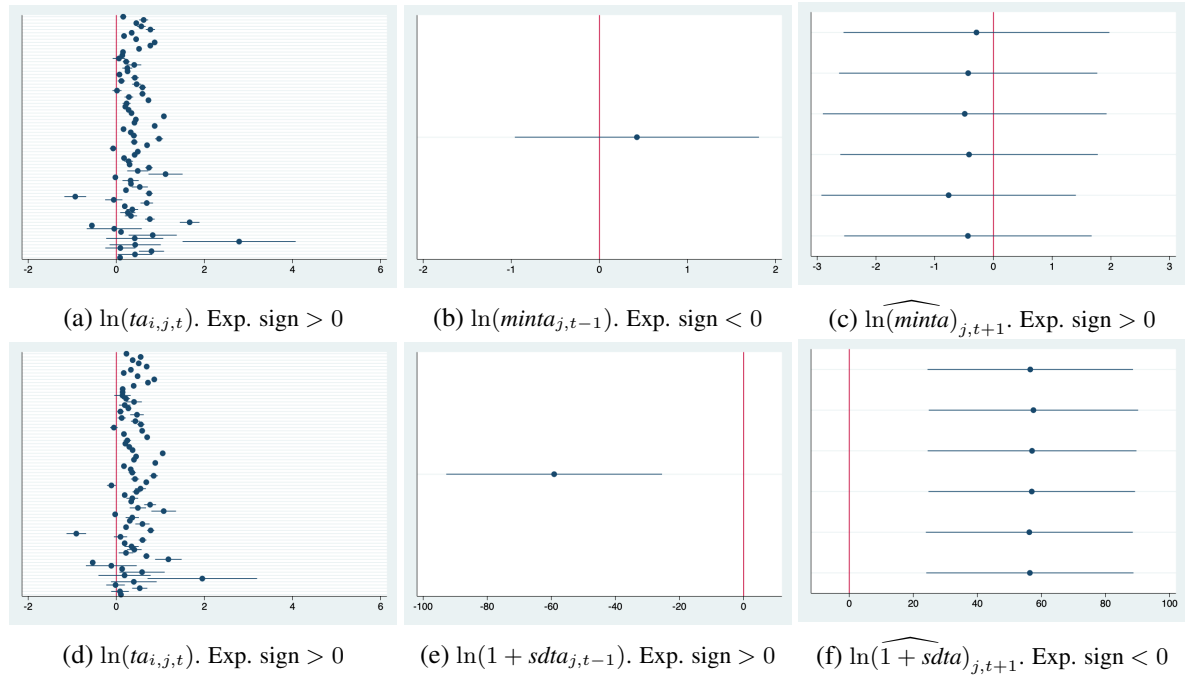 -2 0 2 4 6
-2 -1 0 1 2
-3 -2 -1 0 1 2 3
(a) ln(ta_{i,j,t}). Exp. sign > 0
(b) ln(minta_{j,t−1}). Exp. sign < 0
(c) \widehat{ln(minta)}_{j,t+1}. Exp. sign > 0
-2 0 2 4 6
-100 -80 -60 -40 -20 0
0 20 40 60 80 100
(d) ln(ta_{i,j,t}). Exp. sign > 0
(e) ln(1 + sdta_{j,t−1}). Exp. sign > 0
(f) \widehat{ln(1 + sdta)}_{j,t+1}. Exp. sign < 0